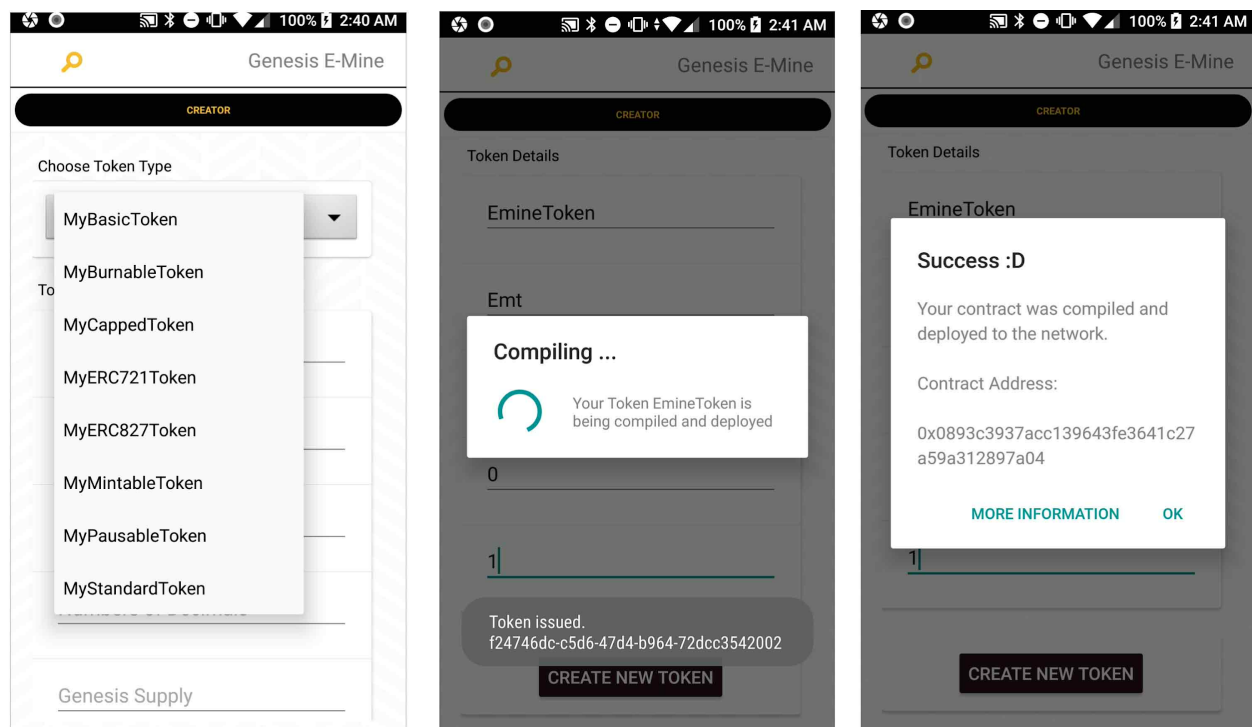 100% 2:40 AM
Genesis E-Mine
CREATOR
Choose Token Type
MyBasicToken
MyBurnableToken
To
MyCappedToken
MyERC721Token
MyERC827Token
MyMintableToken
MyPausableToken
MyStandardToken
Numbers of Decimals
Genesis Supply
100% 2:41 AM
Genesis E-Mine
CREATOR
Token Details
EmineToken
Emt
Compiling ...
Your Token EmineToken is
being compiled and deployed
0
1
Token issued.
f24746dc-c5d6-47d4-b964-72dcc3542002
CREATE NEW TOKEN
100% 2:41 AM
Genesis E-Mine
CREATOR
Token Details
EmineToken
Success :D
Your contract was compiled and
deployed to the network.
Contract Address:
0x0893c3937acc139643fe3641c27
a59a312897a04
MORE INFORMATION OK
1
CREATE NEW TOKEN